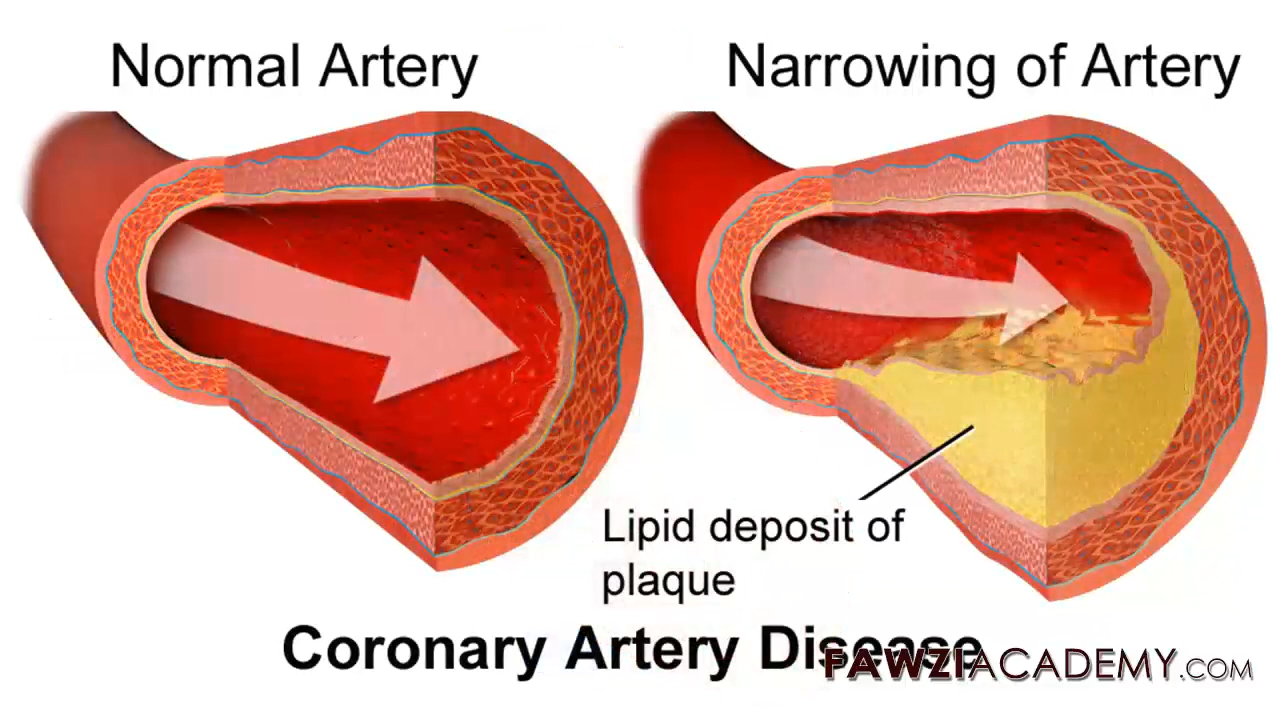 Normal Artery
Narrowing of Artery
Lipid deposit of
plaque
Coronary Artery Disease
FAWZIACADEMY.COM